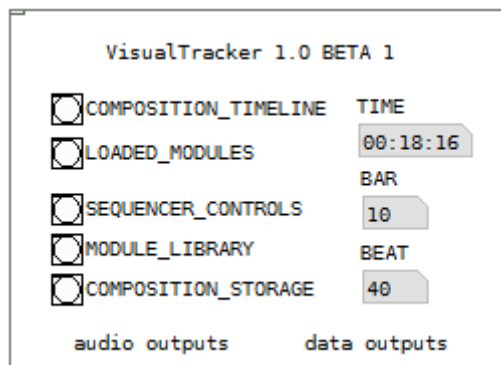 VisualTracker 1.0 BETA 1
COMPOSITION_TIMELINE
LOADED_MODULES
SEQUENCER_CONTROLS
MODULE_LIBRARY
COMPOSITION_STORAGE
TIME
00:18:16
BAR
10
BEAT
40
audio outputs
data outputs